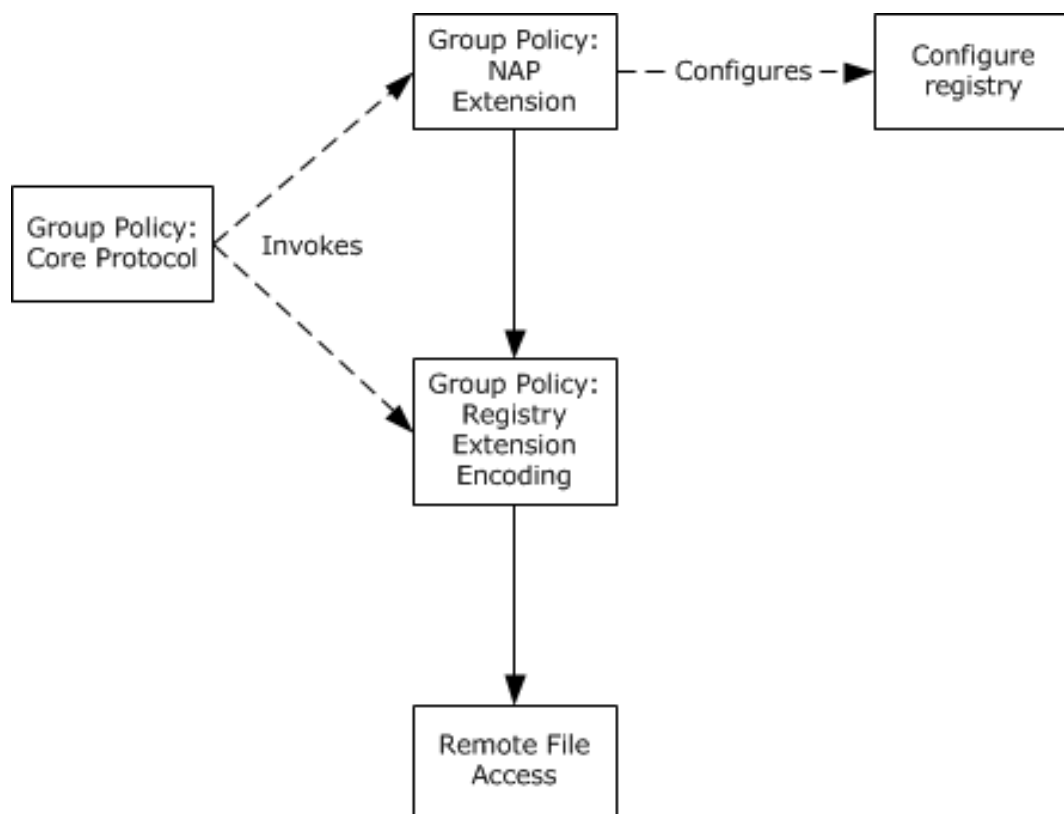 Group Policy:
NAP
Extension
Configures
Configure
registry
Group Policy:
Core Protocol
Invokes
Group Policy:
Registry
Extension
Encoding
Remote File
Access